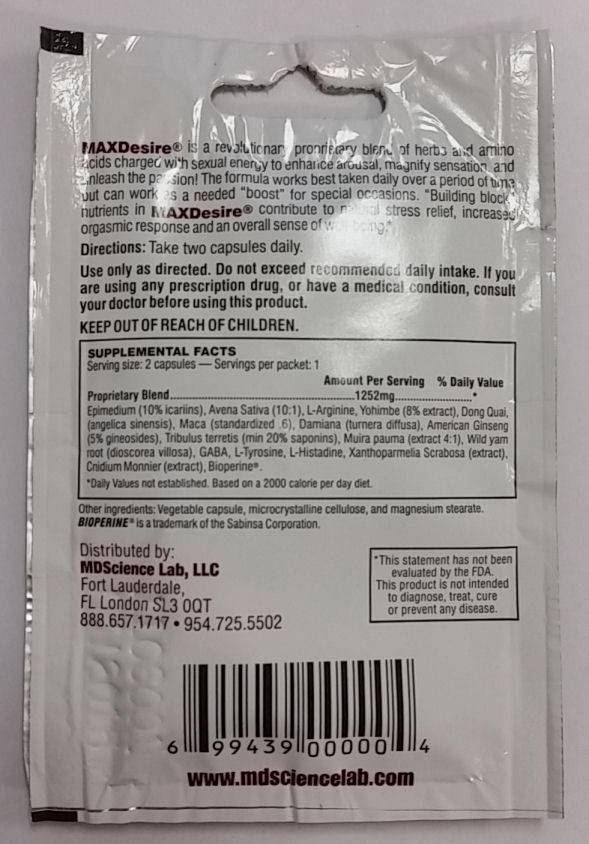 MAXDesire® is a revolutionary proprietary blend of herbs and amino
acids charged with sexual energy to enhance arousal, magnify sensation and
unleash the passion! The formula works best taken daily over a period of time
but can work as a needed "boost" for special occasions. "Building block"
nutrients in MAXDesire® contribute to natural stress relief, increased
orgasmic response and an overall sense of well-being.*
Directions: Take two capsules daily.
Use only as directed. Do not exceed recommended daily intake. If you
are using any prescription drug, or have a medical condition, consult
your doctor before using this product.
KEEP OUT OF REACH OF CHILDREN.
SUPPLEMENTAL FACTS
Serving size: 2 capsules — Servings per packet: 1
Amount Per Serving % Daily Value
Proprietary Blend..........1252mg..........*
Epimedium (10% icariins), Avena Sativa (10:1), L-Arginine, Yohimbe (8% extract), Dong Quai,
(angelica sinensis), Maca (standardized .6), Damiana (turnera diffusa), American Ginseng
(5% gineosides), Tribulus terretis (min 20% saponins), Muira pauma (extract 4:1), Wild yam
root (dioscorea villosa), GABA, L-Tyrosine, L-Histadine, Xanthoparmelia Scrabosa (extract),
Cnidium Monnier (extract), Bioperine®.
*Daily Values not established. Based on a 2000 calorie per day diet.
Other ingredients: Vegetable capsule, microcrystalline cellulose, and magnesium stearate.
BIOPERINE® is a trademark of the Sabinsa Corporation.
Distributed by:
MDScience Lab, LLC
Fort Lauderdale,
FL London SL3 0QT
888.657.1717 • 954.725.5502
*This statement has not been
evaluated by the FDA.
This product is not intended
to diagnose, treat, cure
or prevent any disease.
6 99439 00000 4
www.mdsciencelab.com